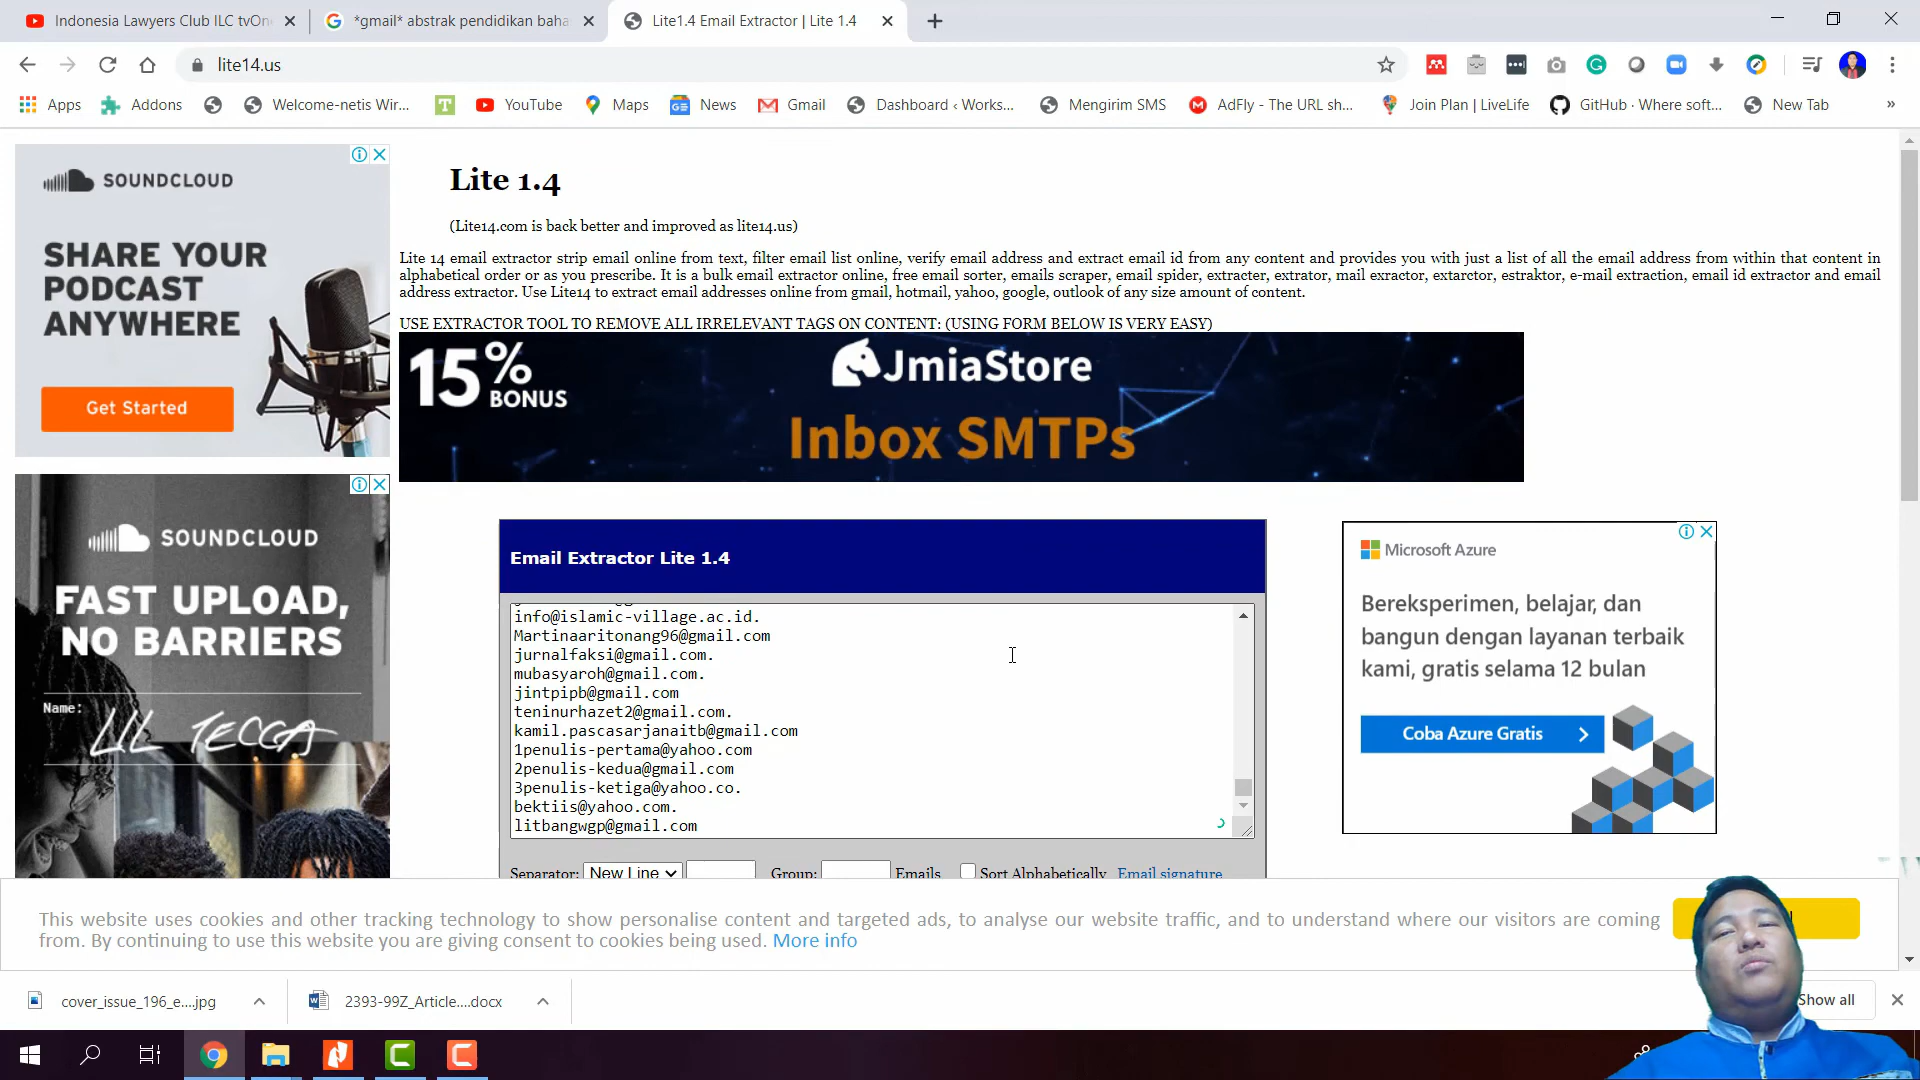 Indonesia Lawyers Club ILC tvOn
*gmail* abstrak pendidikan baha
Lite1.4 Email Extractor | Lite 1.4
lite14.us
Apps
Addons
Welcome-netis Wir...
YouTube
Maps
News
Gmail
Dashboard ‹ Works...
Mengirim SMS
AdFly - The URL sh...
Join Plan | LiveLife
GitHub · Where soft...
New Tab
»
SOUNDCLOUD
SHARE YOUR
PODCAST
ANYWHERE
Get Started
SOUNDCLOUD
FAST UPLOAD,
NO BARRIERS
Name:
LIL TECCA
Lite 1.4
(Lite14.com is back better and improved as lite14.us)
Lite 14 email extractor strip email online from text, filter email list online, verify email address and extract email id from any content and provides you with just a list of all the email address from within that content in
alphabetical order or as you prescribe. It is a bulk email extractor online, free email sorter, emails scraper, email spider, extracter, extrator, mail exractor, extarctor, estraktor, e-mail extraction, email id extractor and email
address extractor. Use Lite14 to extract email addresses online from gmail, hotmail, yahoo, google, outlook of any size amount of content.
USE EXTRACTOR TOOL TO REMOVE ALL IRRELEVANT TAGS ON CONTENT: (USING FORM BELOW IS VERY EASY)
15% BONUS
JmiaStore
Inbox SMTPs
Email Extractor Lite 1.4
info@islamic-village.ac.id.
Martinaaritonang96@gmail.com
jurnalfaksi@gmail.com.
mubasyaroh@gmail.com.
jintpipb@gmail.com
teninurhazet2@gmail.com.
kamil.pascasarjanaitb@gmail.com
1penulis-pertama@yahoo.com
2penulis-kedua@gmail.com
3penulis-ketiga@yahoo.co.
bektiis@yahoo.com.
litbangwgp@gmail.com
Separator: New Line Group: Emails Sort Alphabetically Email signature
Microsoft Azure
Bereksperimen, belajar, dan
bangun dengan layanan terbaik
kami, gratis selama 12 bulan
Coba Azure Gratis
This website uses cookies and other tracking technology to show personalise content and targeted ads, to analyse our website traffic, and to understand where our visitors are coming
from. By continuing to use this website you are giving consent to cookies being used. More info
cover_issue_196_e....jpg
2393-99Z_Article....docx
Show all